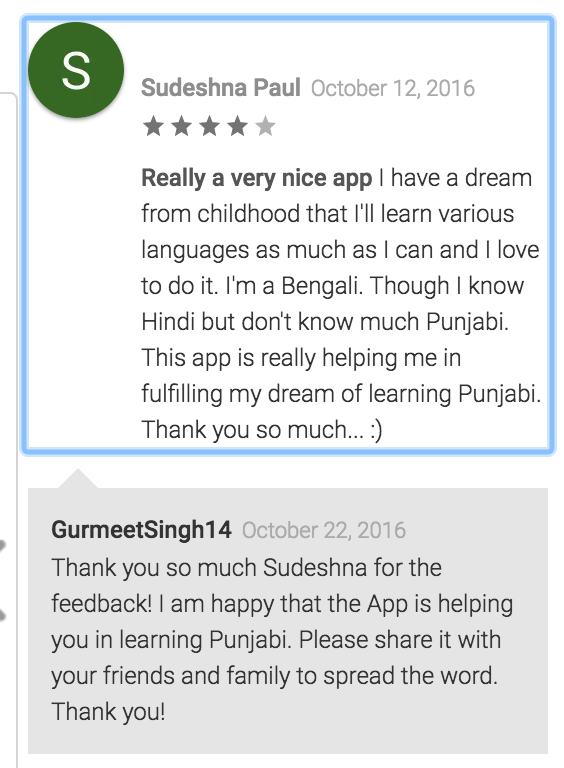 S
Sudeshna Paul October 12, 2016
Really a very nice app I have a dream
from childhood that I'll learn various
languages as much as I can and I love
to do it. I'm a Bengali. Though I know
Hindi but don't know much Punjabi.
This app is really helping me in
fulfilling my dream of learning Punjabi.
Thank you so much... :)
GurmeetSingh14 October 22, 2016
Thank you so much Sudeshna for the
feedback! I am happy that the App is helping
you in learning Punjabi. Please share it with
your friends and family to spread the word.
Thank you!